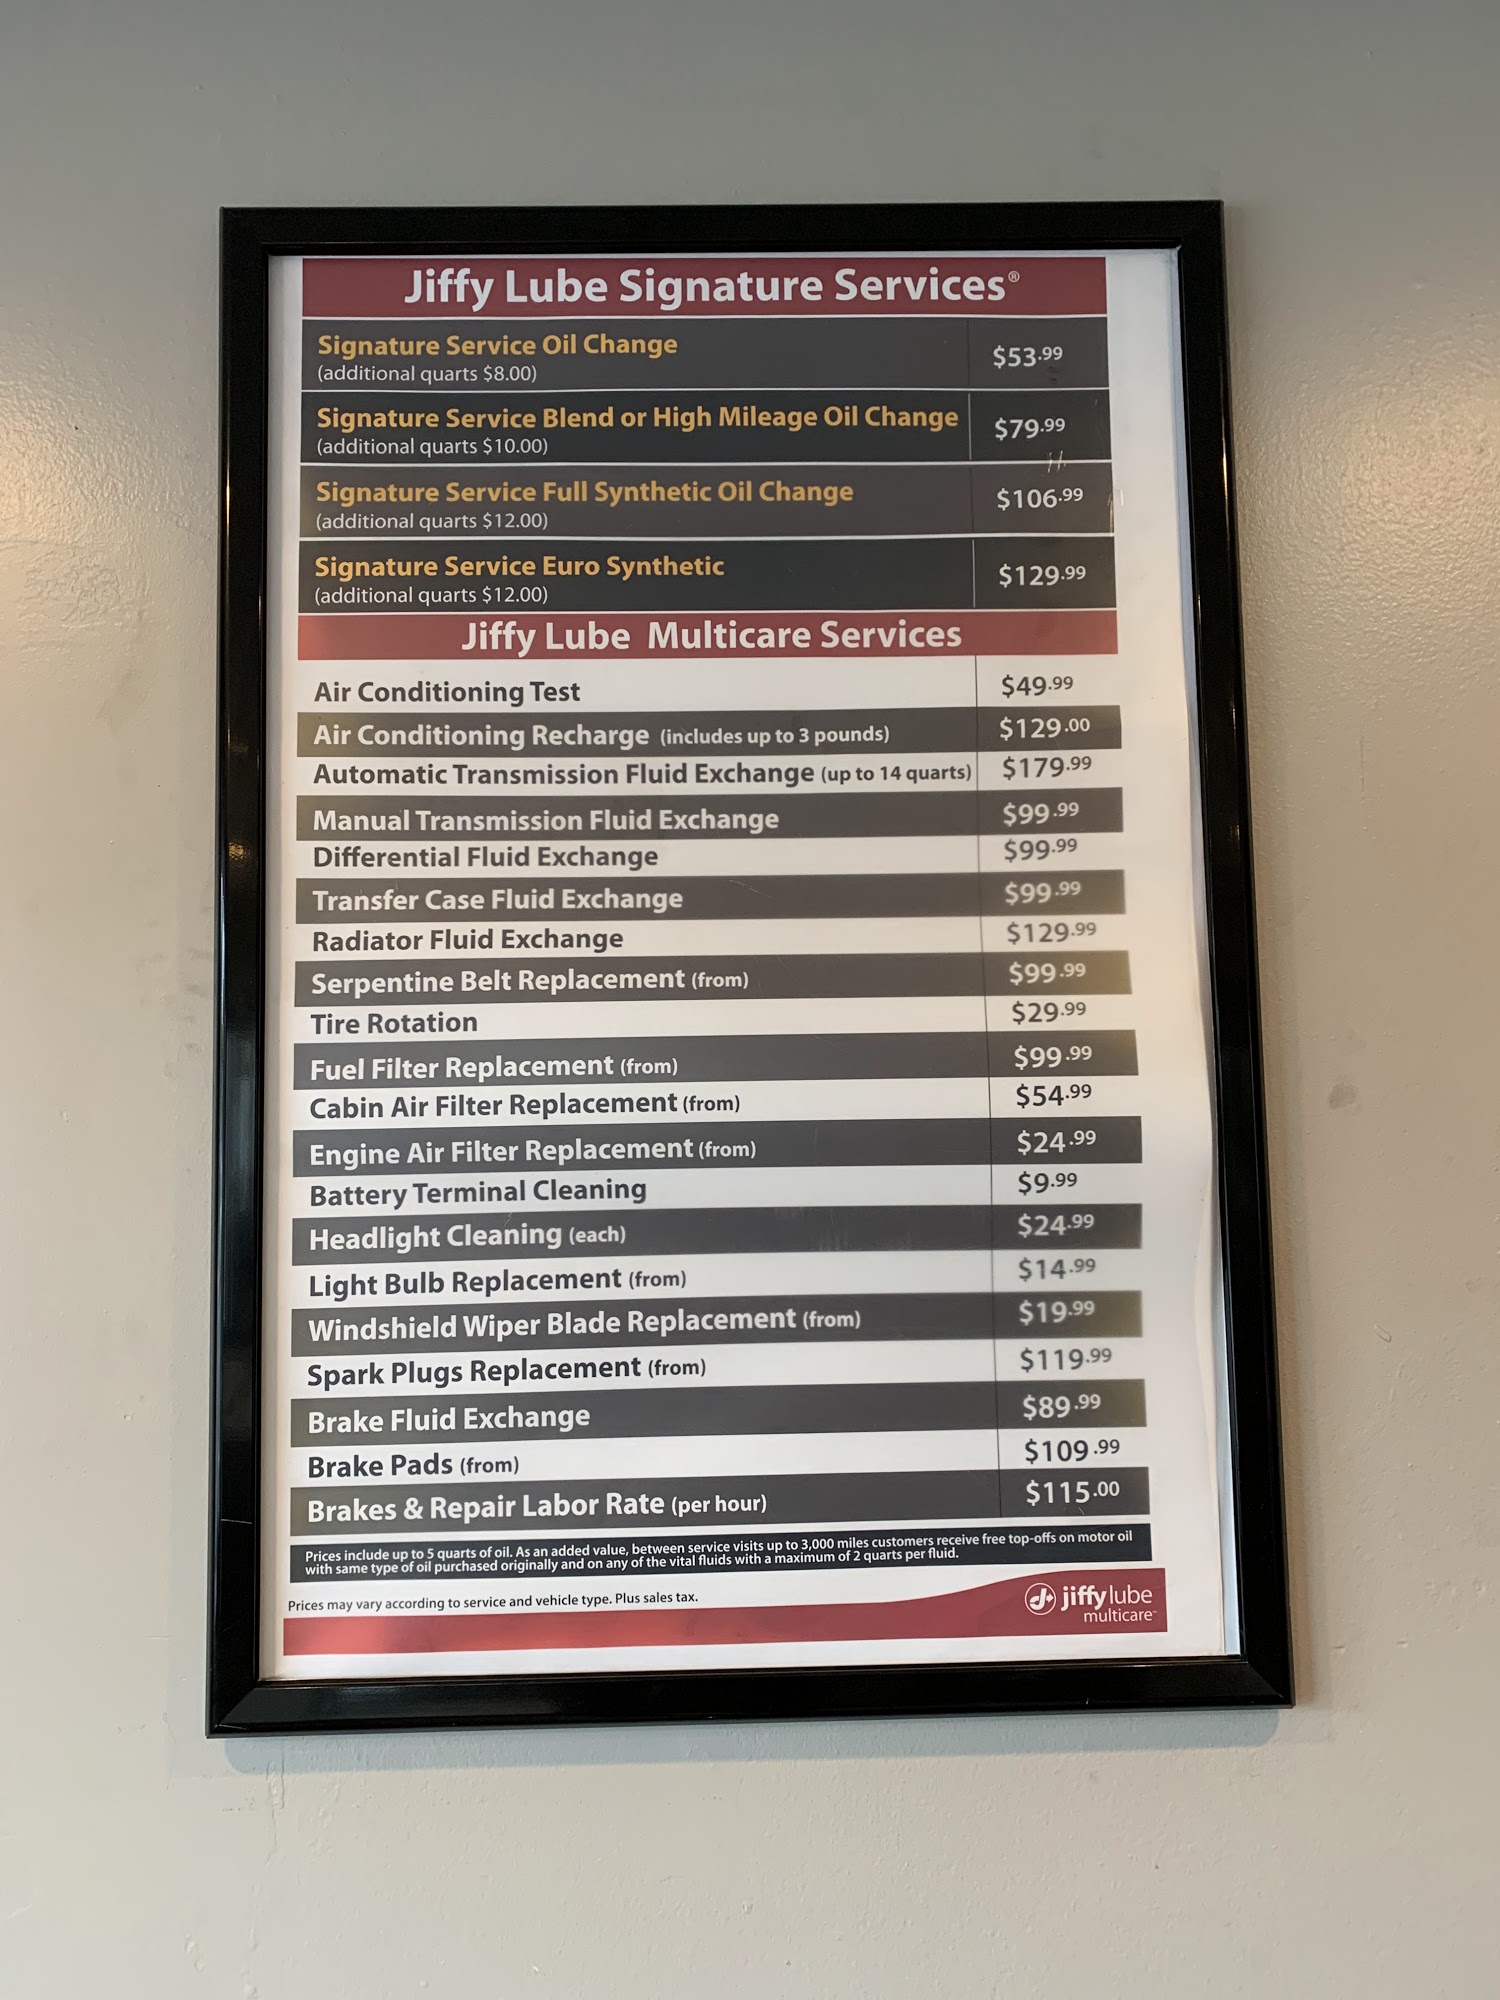 Jiffy Lube Signature Services®
Signature Service Oil Change $53.99
(additional quarts $8.00)
Signature Service Blend or High Mileage Oil Change $79.99
(additional quarts $10.00)
Signature Service Full Synthetic Oil Change $106.99
(additional quarts $12.00)
Signature Service Euro Synthetic $129.99
(additional quarts $12.00)
Jiffy Lube Multicare Services
Air Conditioning Test $49.99
Air Conditioning Recharge (includes up to 3 pounds) $129.00
Automatic Transmission Fluid Exchange (up to 14 quarts) $179.99
Manual Transmission Fluid Exchange $99.99
Differential Fluid Exchange $99.99
Transfer Case Fluid Exchange $99.99
Radiator Fluid Exchange $129.99
Serpentine Belt Replacement (from) $99.99
Tire Rotation $29.99
Fuel Filter Replacement (from) $99.99
Cabin Air Filter Replacement (from) $54.99
Engine Air Filter Replacement (from) $24.99
Battery Terminal Cleaning $9.99
Headlight Cleaning (each) $24.99
Light Bulb Replacement (from) $14.99
Windshield Wiper Blade Replacement (from) $19.99
Spark Plugs Replacement (from) $119.99
Brake Fluid Exchange $89.99
Brake Pads (from) $109.99
Brakes & Repair Labor Rate (per hour) $115.00
Prices include up to 5 quarts of oil. As an added value, between service visits up to 3,000 miles customers receive free top-offs on motor oil
with same type of oil purchased originally and on any of the vital fluids with a maximum of 2 quarts per fluid.
Prices may vary according to service and vehicle type. Plus sales tax.
jiffy lube
multicare